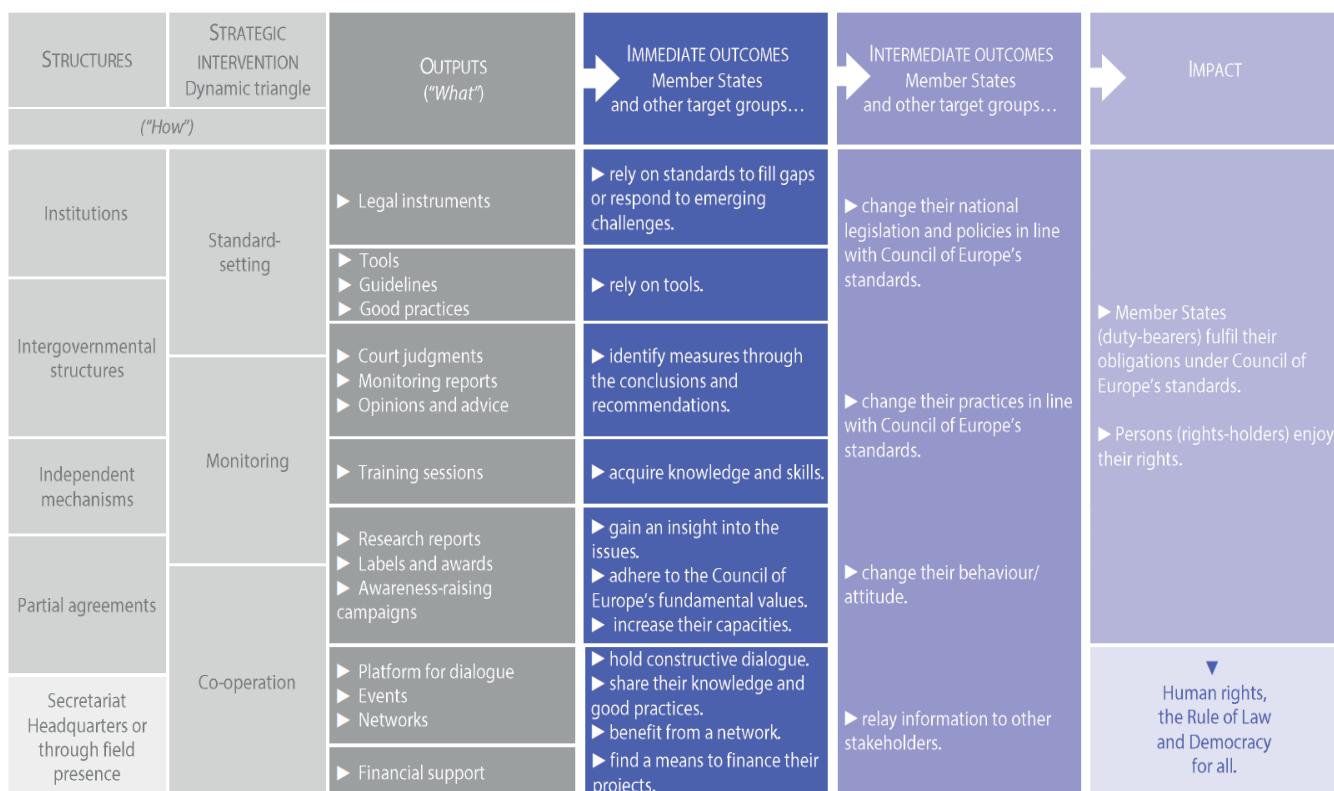 STRUCTURES
STRATEGIC
INTERVENTION
Dynamic triangle
("How")
OUTPUTS
("What")
IMMEDIATE OUTCOMES
Member States
and other target groups…
INTERMEDIATE OUTCOMES
Member States
and other target groups…
IMPACT
Institutions
Intergovernmental
structures
Independent
mechanisms
Partial agreements
Secretariat
Headquarters or
through field
presence
Standard-
setting
Monitoring
Co-operation
► Legal instruments
► Tools
► Guidelines
► Good practices
► Court judgments
► Monitoring reports
► Opinions and advice
► Training sessions
► Research reports
► Labels and awards
► Awareness-raising
campaigns
► Platform for dialogue
► Events
► Networks
► Financial support
► rely on standards to fill gaps
or respond to emerging
challenges.
► rely on tools.
► identify measures through
the conclusions and
recommendations.
► acquire knowledge and skills.
► gain an insight into the
issues.
► adhere to the Council of
Europe's fundamental values.
► increase their capacities.
► hold constructive dialogue.
► share their knowledge and
good practices.
► benefit from a network.
► find a means to finance their
projects.
► change their national
legislation and policies in line
with Council of Europe's
standards.
► change their practices in line
with Council of Europe's
standards.
► change their behaviour/
attitude.
► relay information to other
stakeholders.
► Member States
(duty-bearers) fulfil their
obligations under Council of
Europe's standards.
► Persons (rights-holders) enjoy
their rights.
▼
Human rights,
the Rule of Law
and Democracy
for all.